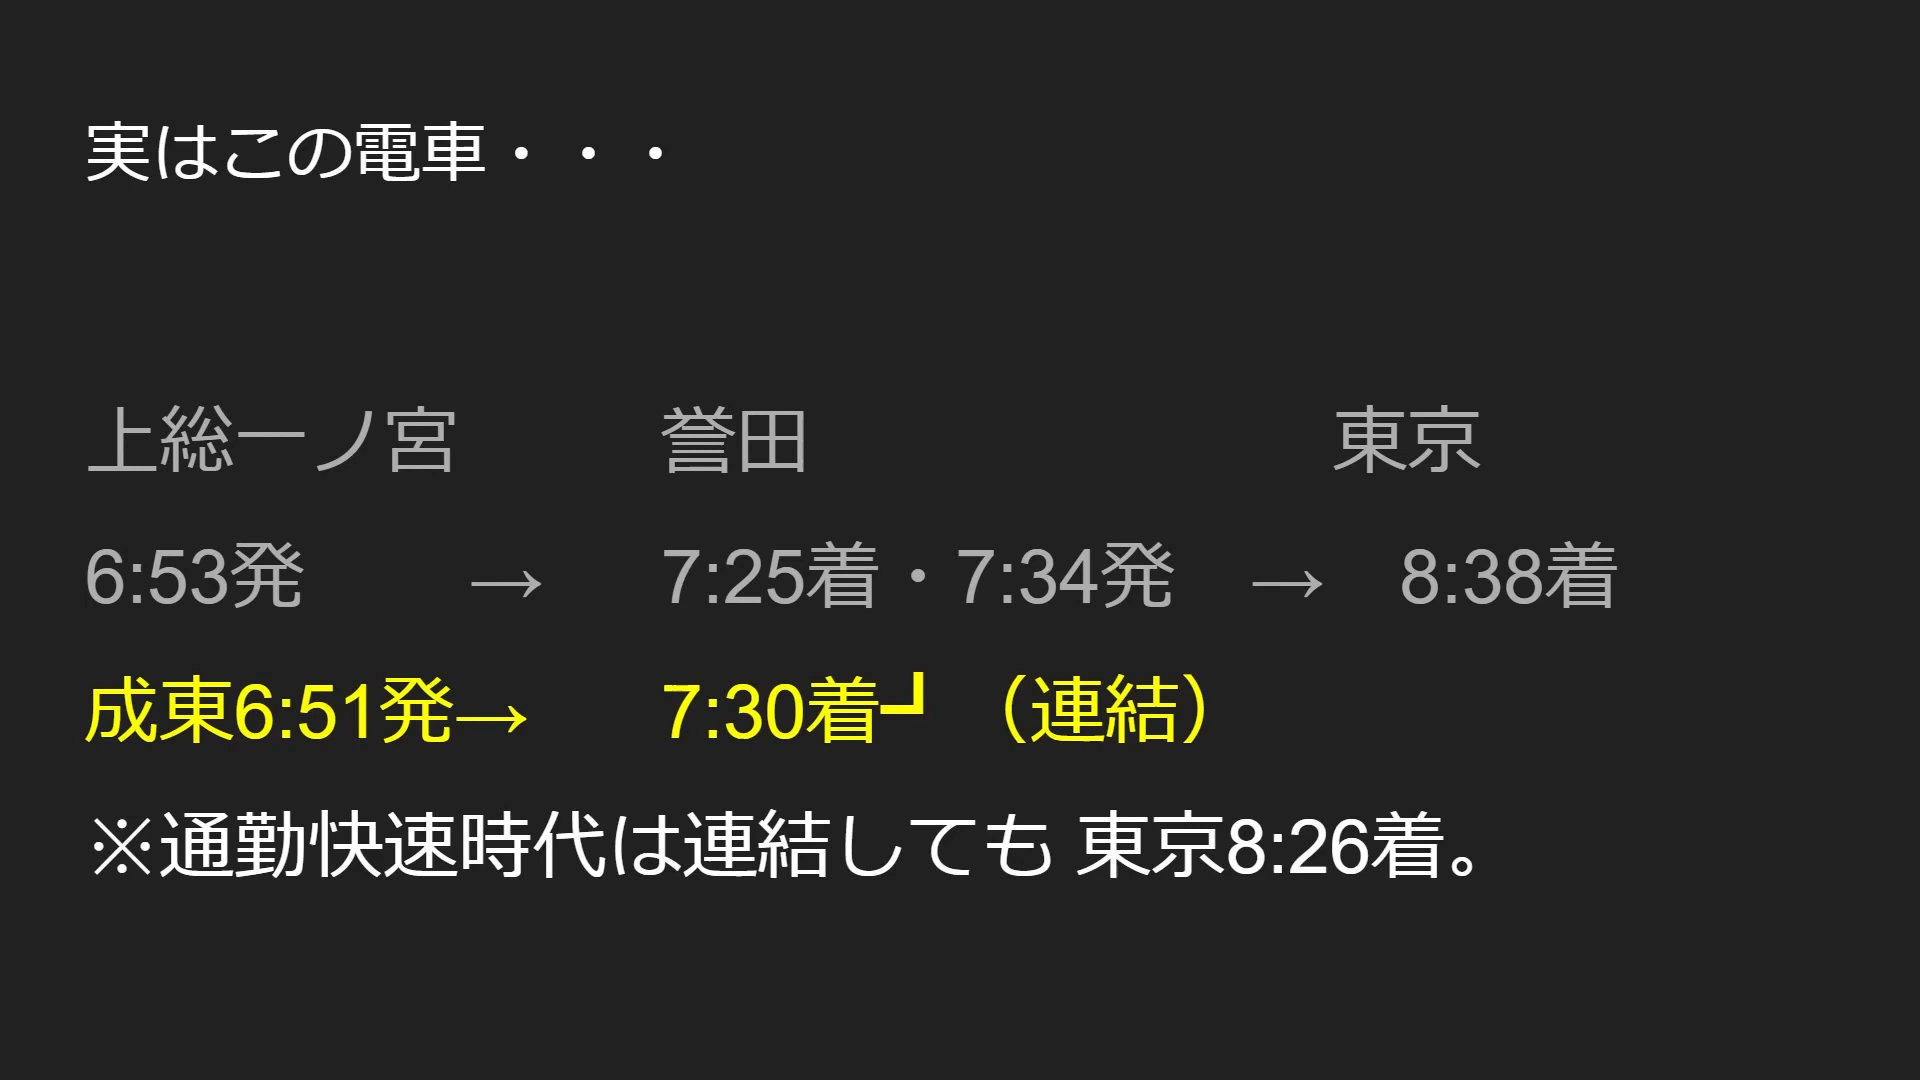 実はこの電車・・・
上総一ノ宮　誉田　東京
6:53発　→　7:25着・7:34発　→　8:38着
成東6:51発→　7:30着┛（連結）
※通勤快速時代は連結しても 東京8:26着。